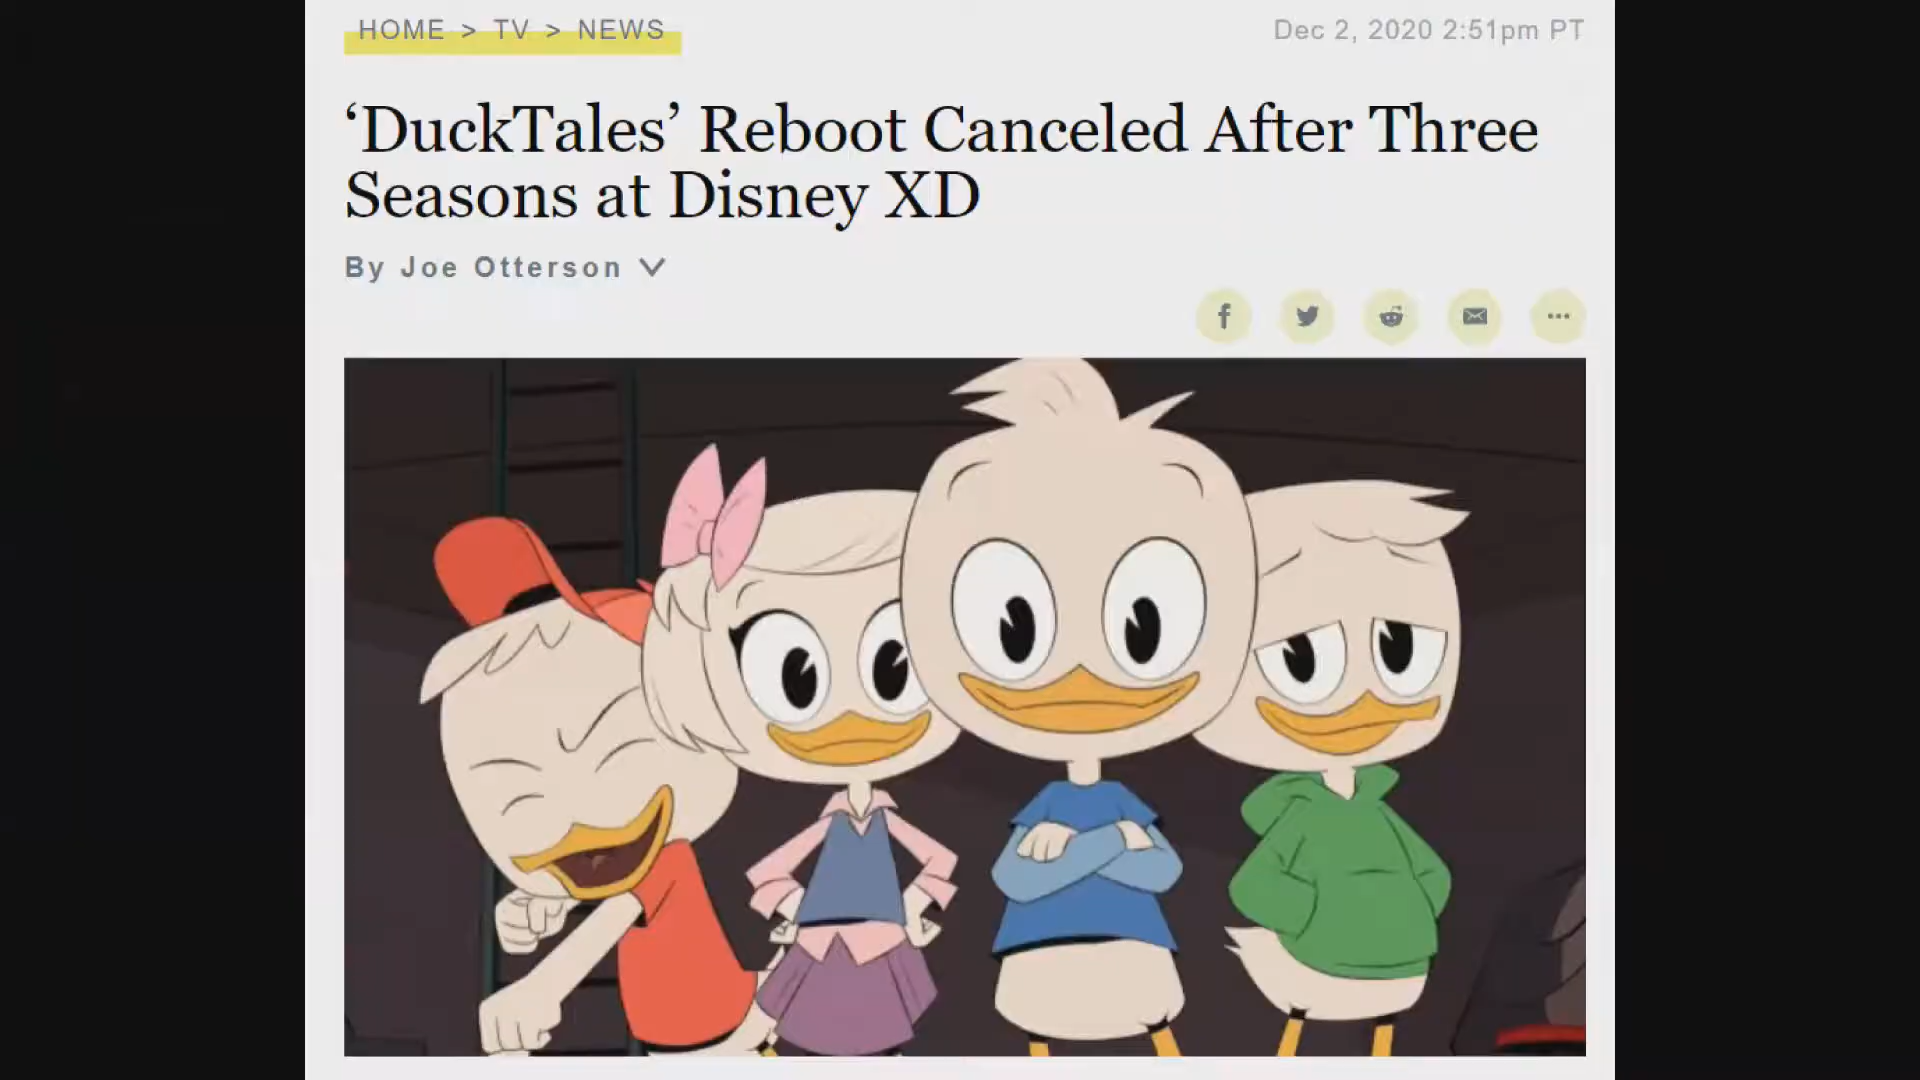 HOME > TV > NEWS
Dec 2, 2020 2:51pm PT
‘DuckTales’ Reboot Canceled After Three
Seasons at Disney XD
By Joe Otterson